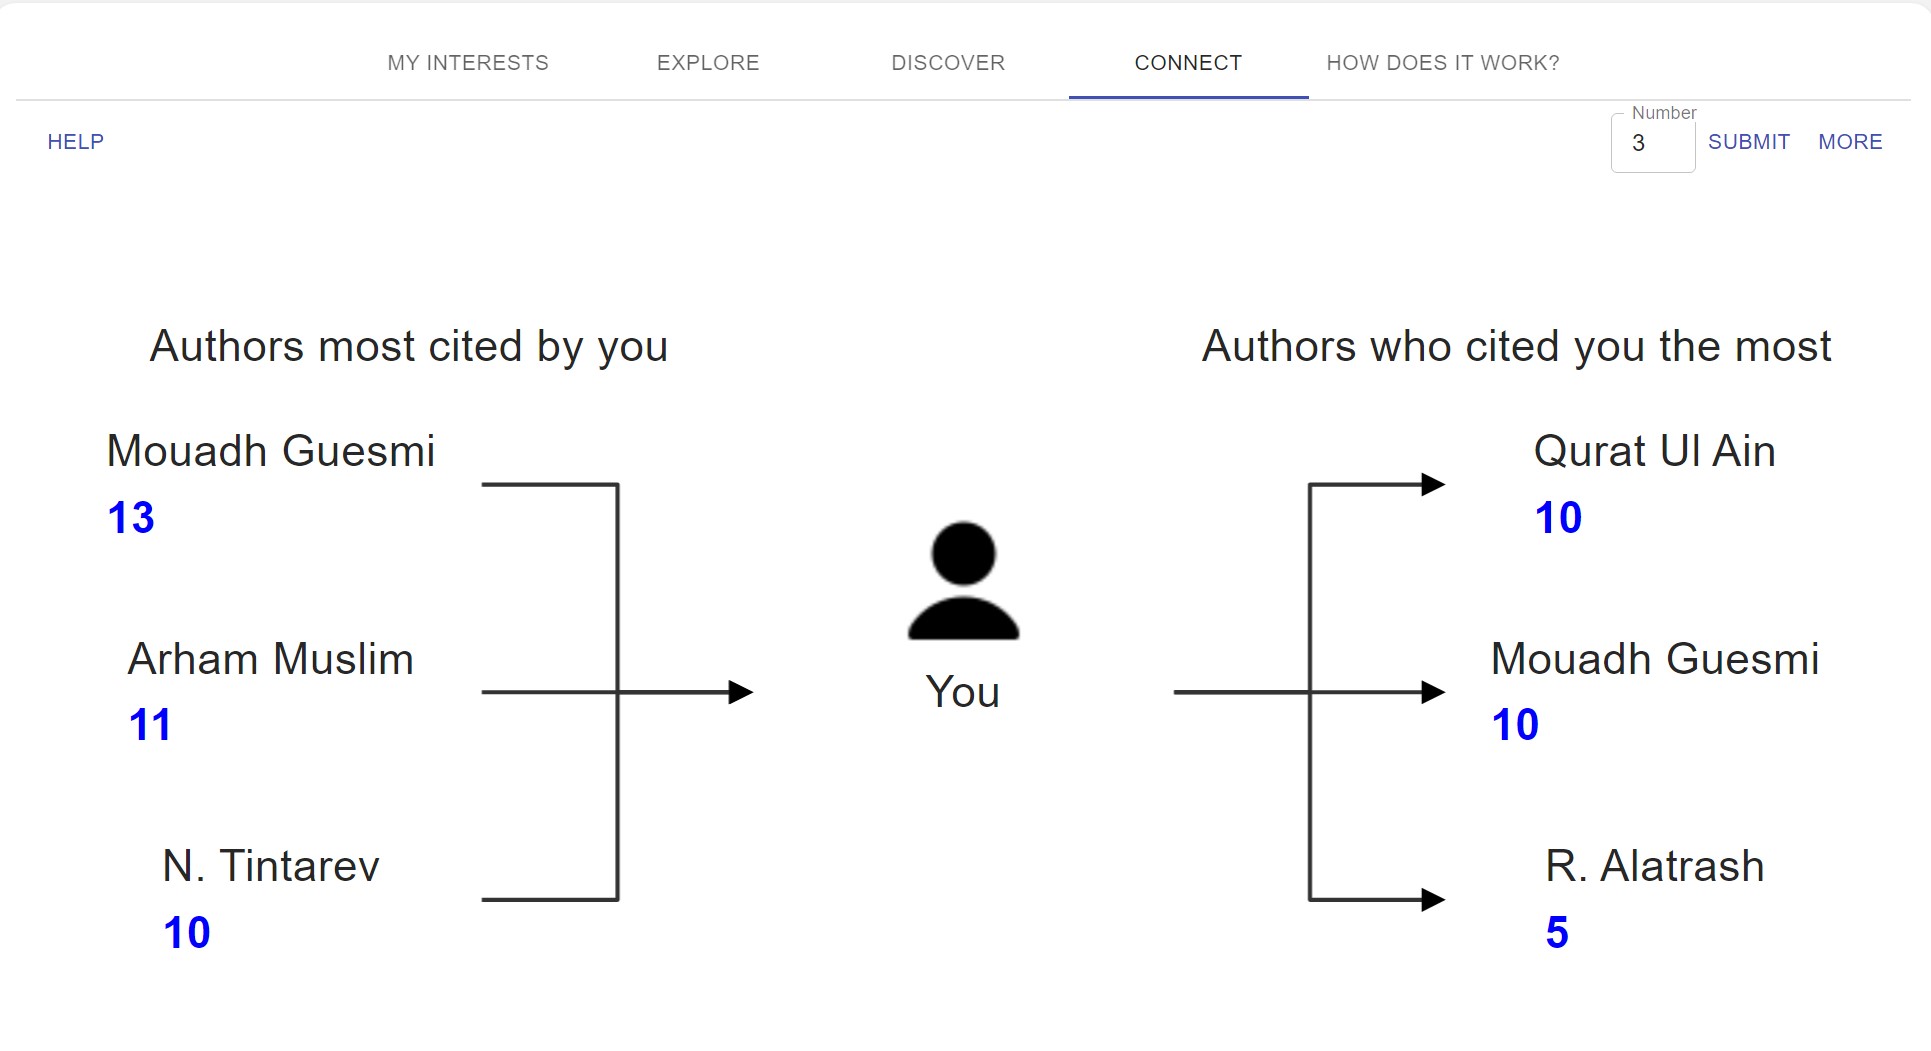 MY INTERESTS
EXPLORE
DISCOVER
CONNECT
HOW DOES IT WORK?
HELP
Number
3
SUBMIT
MORE
Authors most cited by you
Mouadh Guesmi
13
Arham Muslim
11
N. Tintarev
10
You
Authors who cited you the most
Qurat Ul Ain
10
Mouadh Guesmi
10
R. Alatrash
5